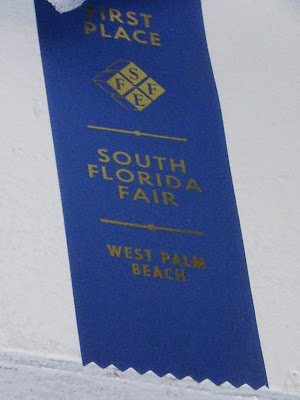 FIRST
PLACE
S
F F
E
SOUTH
FLORIDA
FAIR
WEST PALM
BEACH